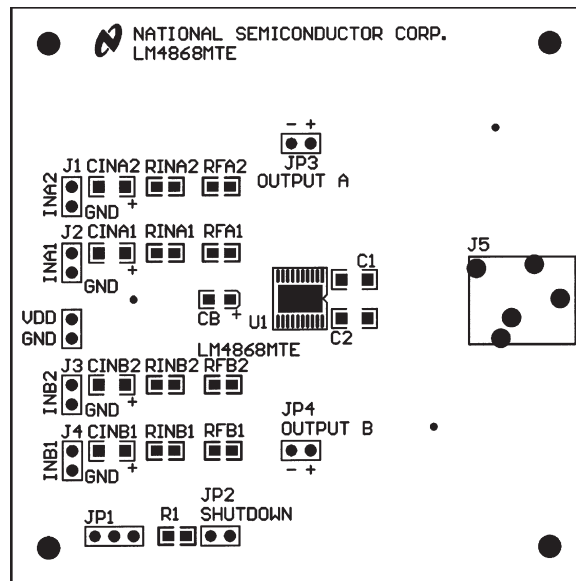 NATIONAL SEMICONDUCTOR CORP.
LM4868MTE
- +
JP3
OUTPUT A
J1 CINA2 RINA2 RFA2
INA2
GND +
J2 CINA1 RINA1 RFA1
INA1
GND +
J5
C1
VDD
GND
CB +
U1
C2
LM4868MTE
J3 CINB2 RINB2 RFB2
INB2
GND +
JP4
OUTPUT B
- +
J4 CINB1 RINB1 RFB1
INB1
GND +
JP1
R1
JP2
SHUTDOWN